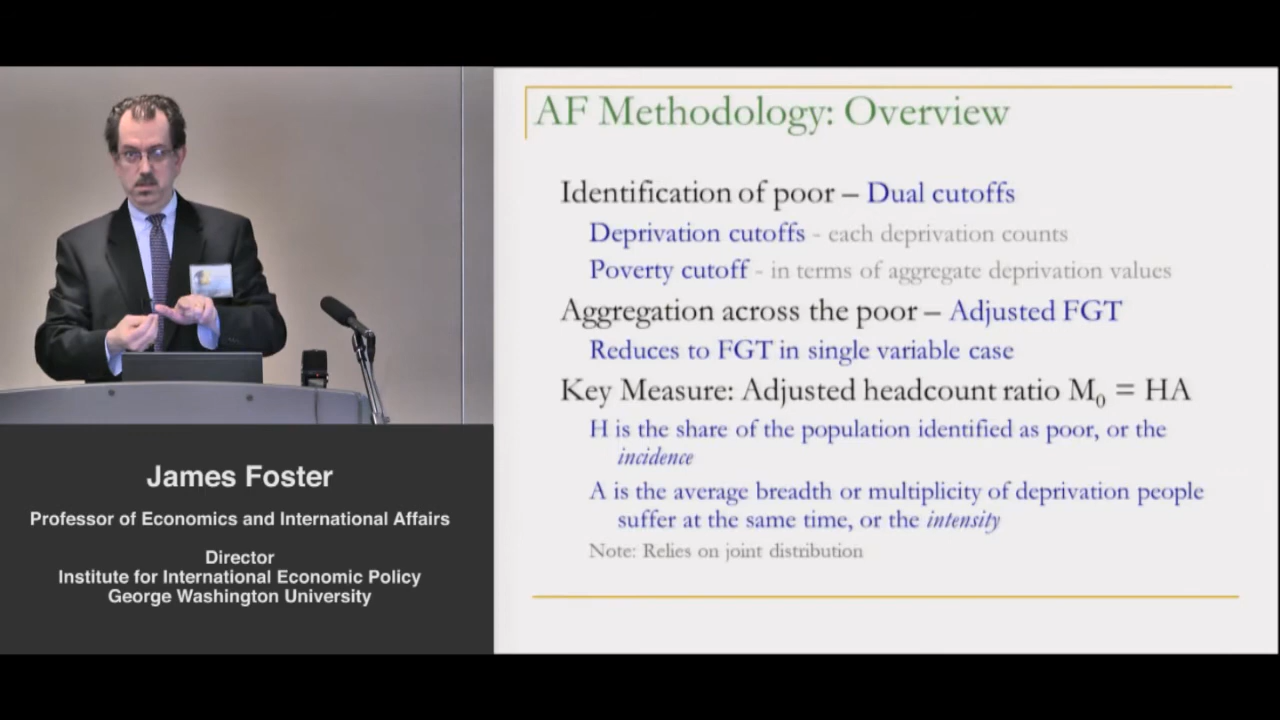 AF Methodology: Overview
Identification of poor – Dual cutoffs
Deprivation cutoffs - each deprivation counts
Poverty cutoff - in terms of aggregate deprivation values
Aggregation across the poor – Adjusted FGT
Reduces to FGT in single variable case
Key Measure: Adjusted headcount ratio M₀ = HA
H is the share of the population identified as poor, or the
incidence
A is the average breadth or multiplicity of deprivation people
suffer at the same time, or the intensity
Note: Relies on joint distribution
James Foster
Professor of Economics and International Affairs
Director
Institute for International Economic Policy
George Washington University